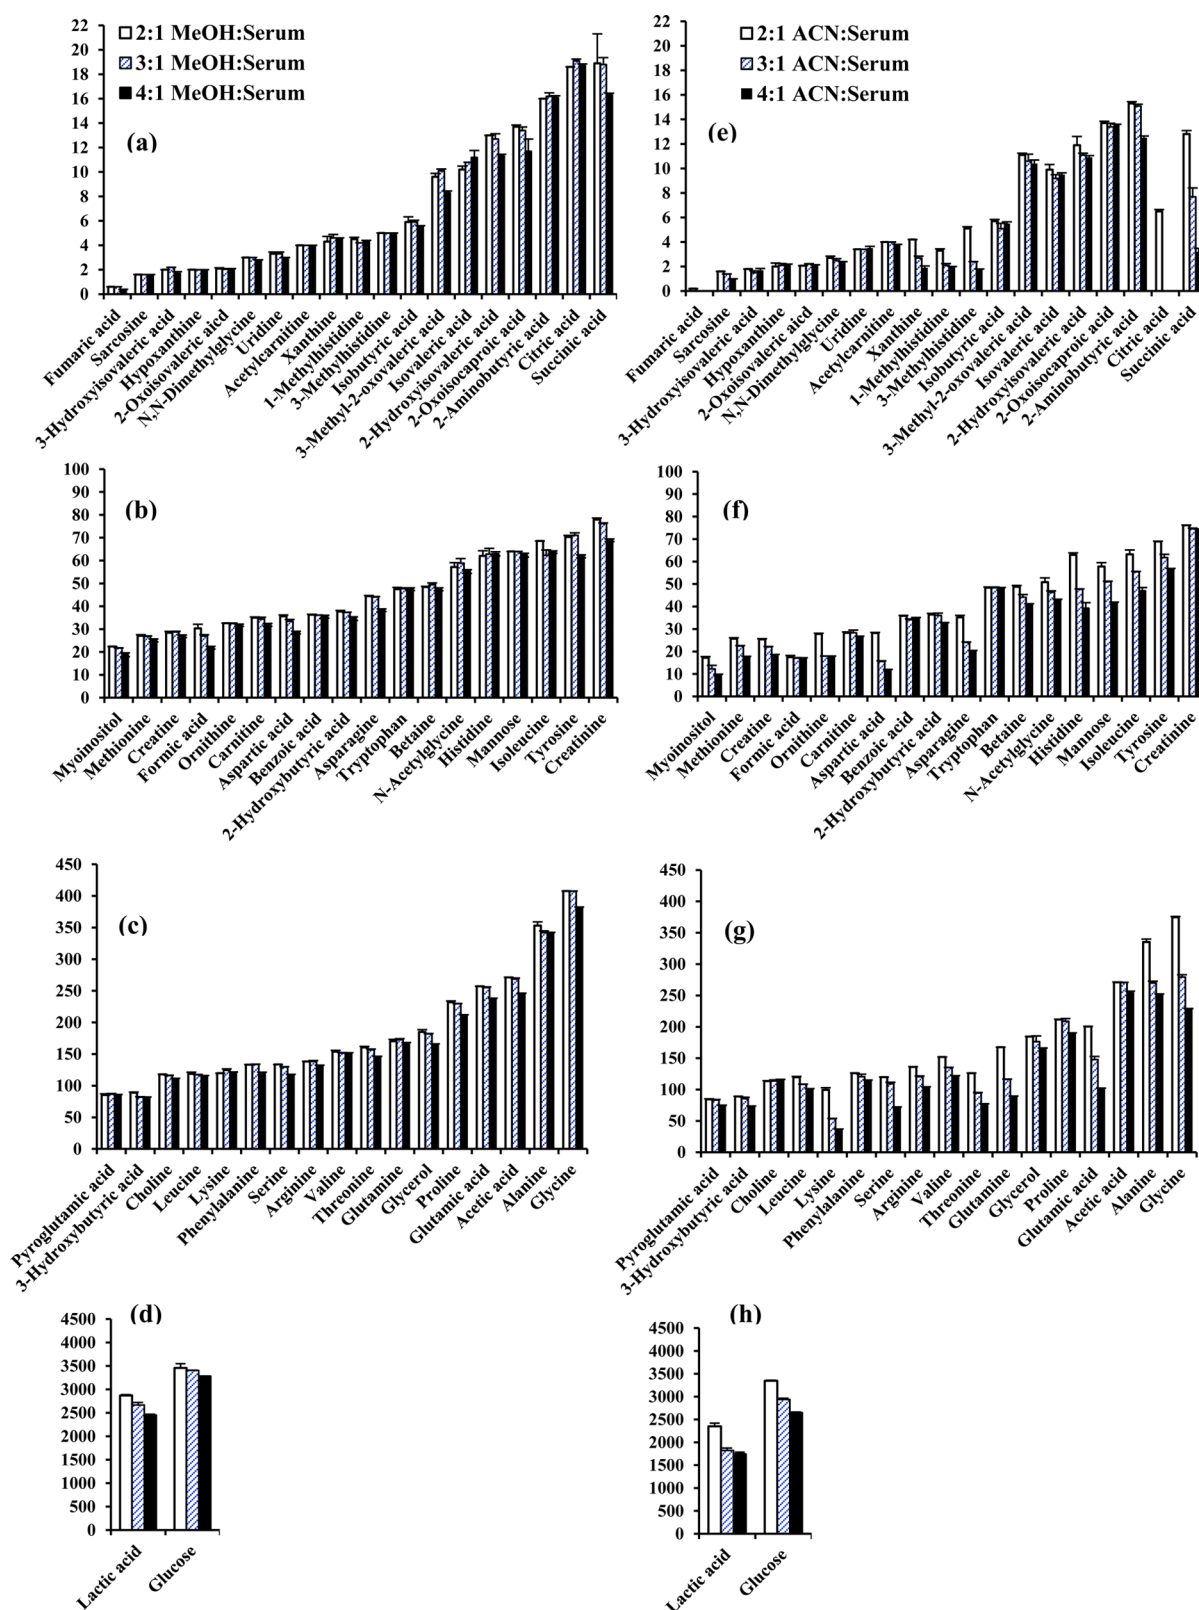 22
20
18
16
14
12
10
8
6
4
2
0
2:1 MeOH:Serum
3:1 MeOH:Serum
4:1 MeOH:Serum
(a)
Fumaric acid
Sarcosine
3-Hydroxyisovaleric acid
Hypoxanthine
2-Oxoisovaleric aicd
N,N-Dimethylglycine
Uridine
Acetylcarnitine
Xanthine
1-Methylhistidine
3-Methylhistidine
Isobutyric acid
3-Methyl-2-oxovaleric acid
Isovaleric acid
2-Hydroxyisovaleric acid
2-Oxoisocaproic acid
2-Aminobutyric acid
Citric acid
Succinic acid
22
20
18
16
14
12
10
8
6
4
2
0
2:1 ACN:Serum
3:1 ACN:Serum
4:1 ACN:Serum
(e)
Fumaric acid
Sarcosine
3-Hydroxyisovaleric acid
Hypoxanthine
2-Oxoisovaleric aicd
N,N-Dimethylglycine
Uridine
Acetylcarnitine
Xanthine
1-Methylhistidine
3-Methylhistidine
Isobutyric acid
3-Methyl-2-oxovaleric acid
Isovaleric acid
2-Hydroxyisovaleric acid
2-Oxoisocaproic acid
2-Aminobutyric acid
Citric acid
Succinic acid
100
90
80
70
60
50
40
30
20
10
0
(b)
Myoinositol
Methionine
Creatine
Formic acid
Ornithine
Carnitine
Aspartic acid
Benzoic acid
2-Hydroxybutyric acid
Asparagine
Tryptophan
Betaine
N-Acetylglycine
Histidine
Mannose
Isoleucine
Tyrosine
Creatinine
100
90
80
70
60
50
40
30
20
10
0
(f)
Myoinositol
Methionine
Creatine
Formic acid
Ornithine
Carnitine
Aspartic acid
Benzoic acid
2-Hydroxybutyric acid
Asparagine
Tryptophan
Betaine
N-Acetylglycine
Histidine
Mannose
Isoleucine
Tyrosine
Creatinine
450
400
350
300
250
200
150
100
50
0
(c)
Pyroglutamic acid
3-Hydroxybutyric acid
Choline
Leucine
Lysine
Phenylalanine
Serine
Arginine
Valine
Threonine
Glutamine
Glycerol
Proline
Glutamic acid
Acetic acid
Alanine
Glycine
450
400
350
300
250
200
150
100
50
0
(g)
Pyroglutamic acid
3-Hydroxybutyric acid
Choline
Leucine
Lysine
Phenylalanine
Serine
Arginine
Valine
Threonine
Glutamine
Glycerol
Proline
Glutamic acid
Acetic acid
Alanine
Glycine
(d)
4500
4000
3500
3000
2500
2000
1500
1000
500
0
Lactic acid
Glucose
(h)
4500
4000
3500
3000
2500
2000
1500
1000
500
0
Lactic acid
Glucose